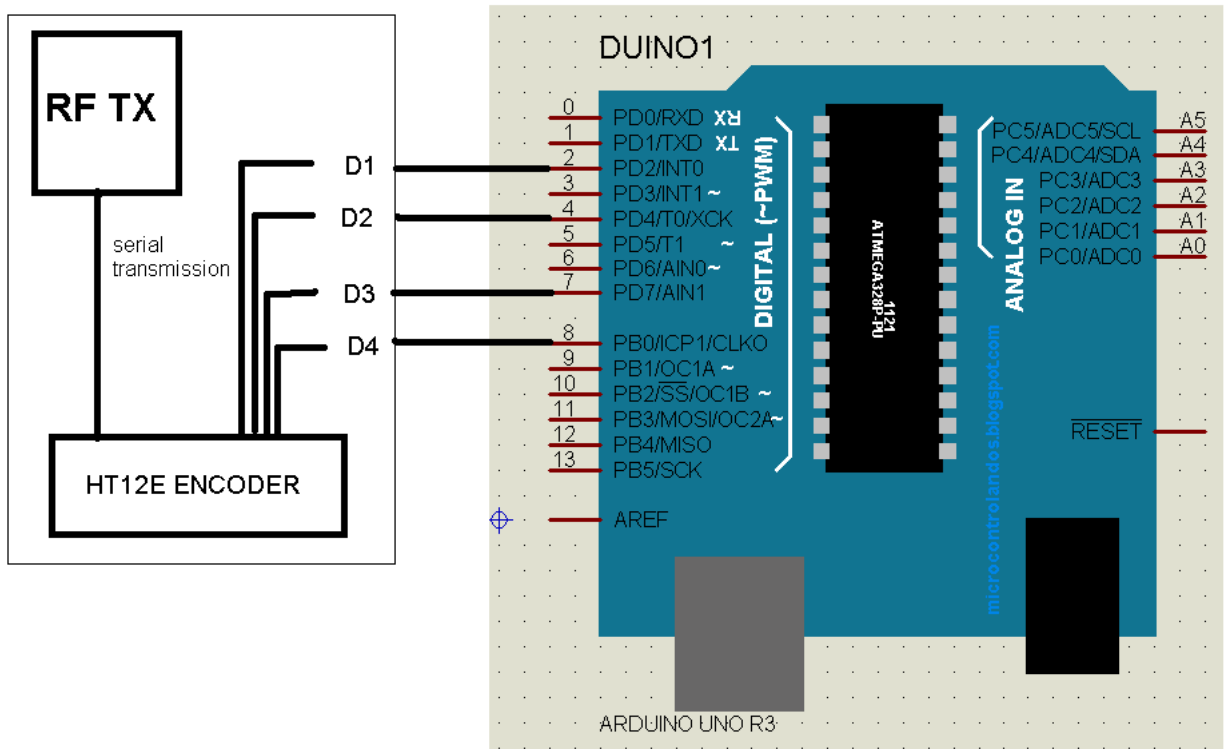 RF TX
serial
transmission
D1
D2
D3
D4
HT12E ENCODER
DUINO1
0 PD0/RXD RX
1 PD1/TXD TX
2 PD2/INT0
3 PD3/INT1 ~
4 PD4/T0/XCK
5 PD5/T1 ~
6 PD6/AIN0~
7 PD7/AIN1
8 PB0/ICP1/CLKO
9 PB1/OC1A ~
10 PB2/SS/OC1B ~
11 PB3/MOSI/OC2A~
12 PB4/MISO
13 PB5/SCK
AREF
DIGITAL (~PWM)
ATMEGA328P-PU
1121
ANALOG IN
PC5/ADC5/SCL A5
PC4/ADC4/SDA A4
PC3/ADC3 A3
PC2/ADC2 A2
PC1/ADC1 A1
PC0/ADC0 A0
RESET
microcontrolandos.blogspot.com
ARDUINO UNO R3